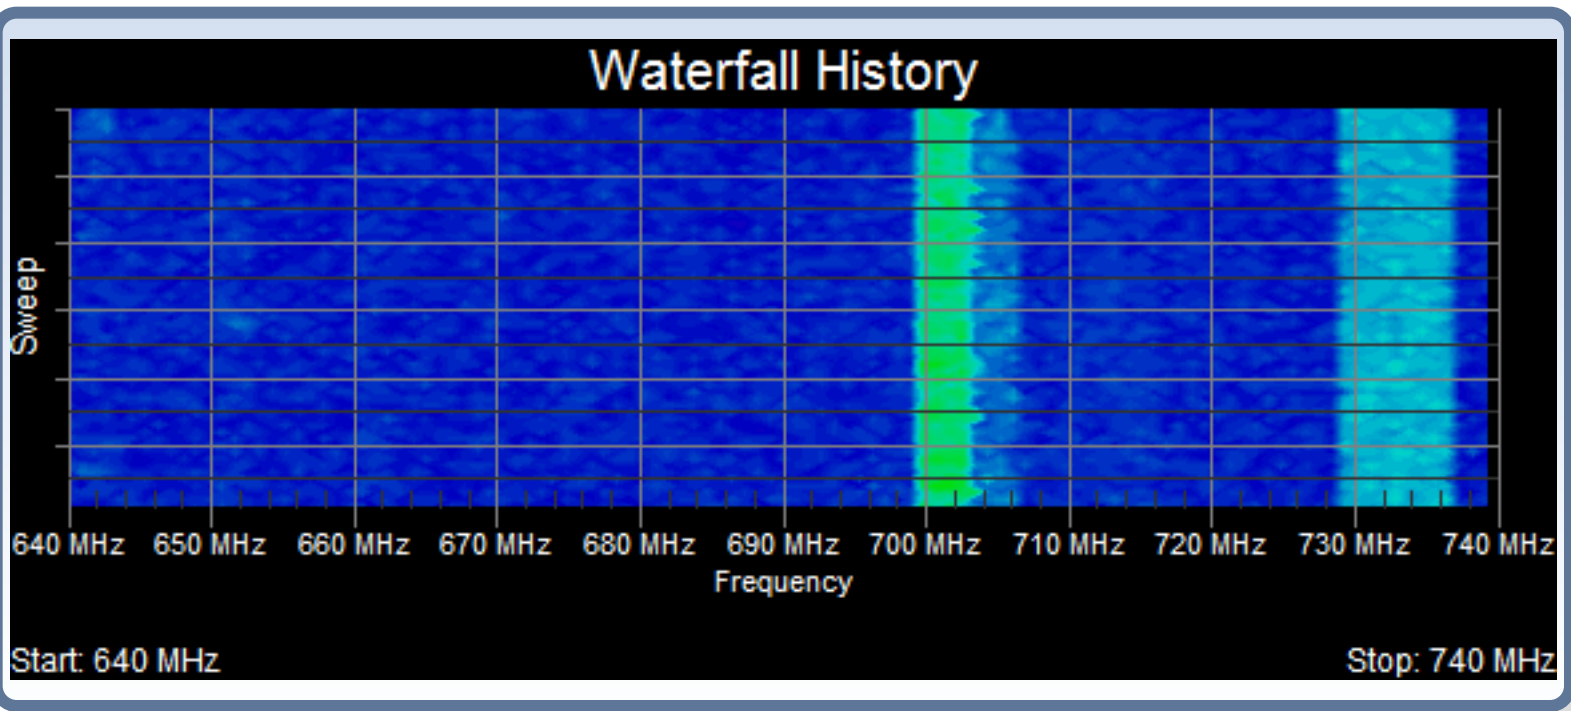 Waterfall History
Sweep
640 MHz 650 MHz 660 MHz 670 MHz 680 MHz 690 MHz 700 MHz 710 MHz 720 MHz 730 MHz 740 MHz
Frequency
Start: 640 MHz
Stop: 740 MHz